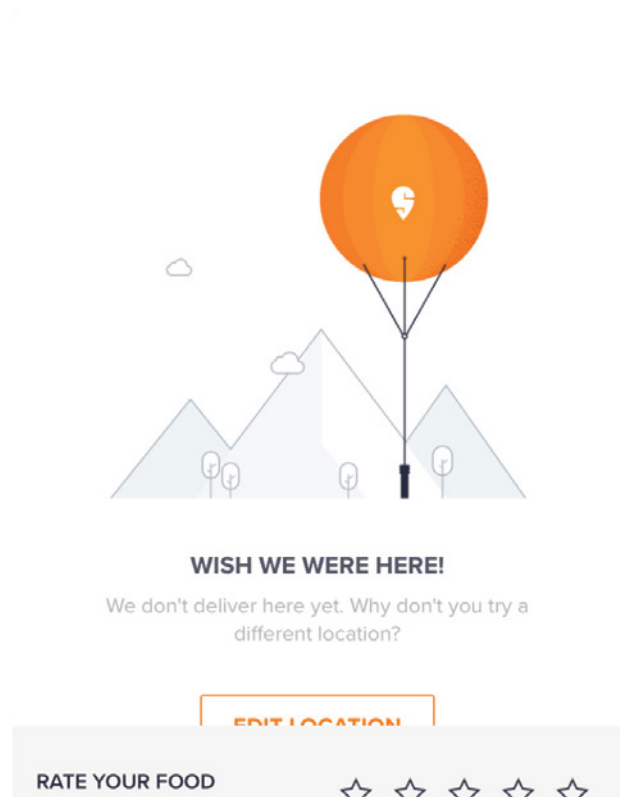 WISH WE WERE HERE!
We don't deliver here yet. Why don't you try a
different location?
EDIT LOCATION
RATE YOUR FOOD